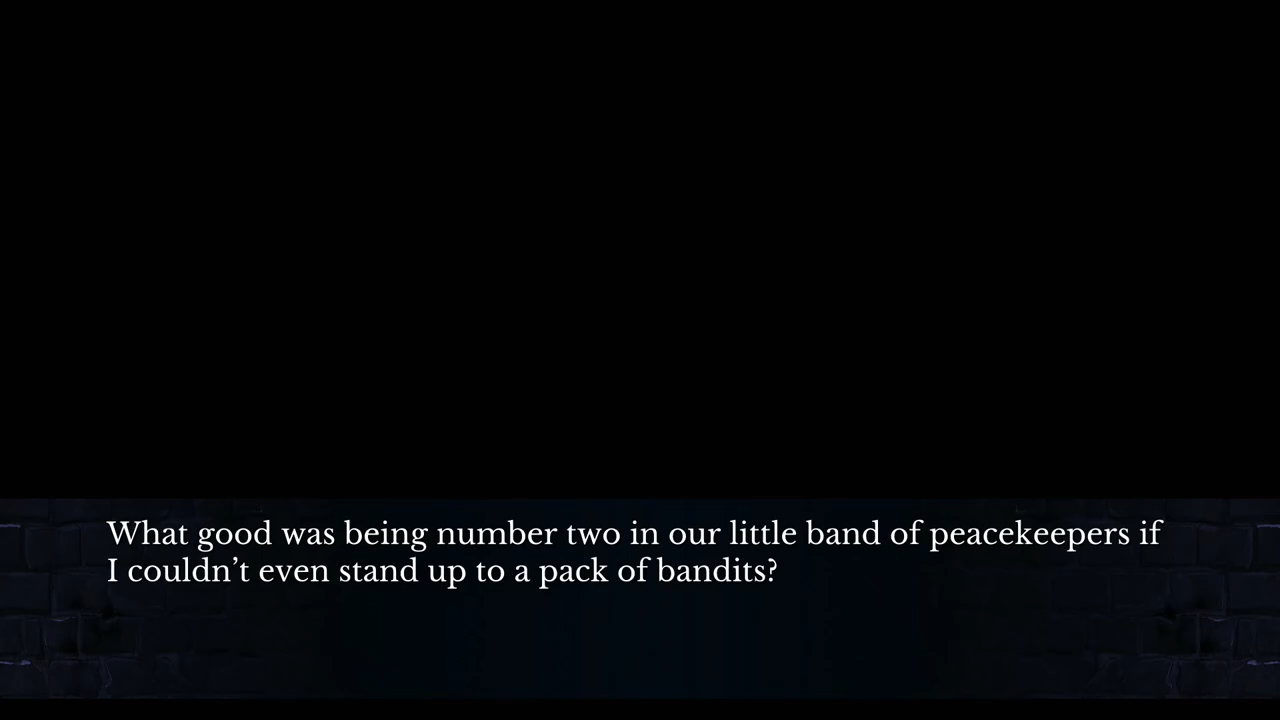 What good was being number two in our little band of peacekeepers if
I couldn’t even stand up to a pack of bandits?